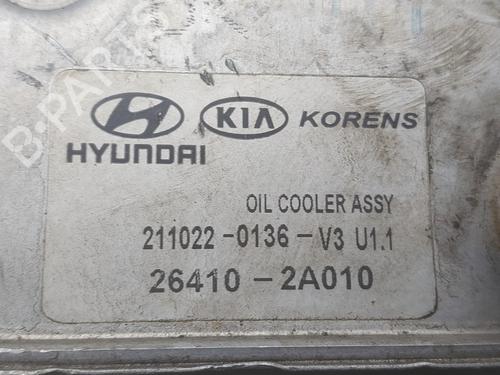 B-PARTS
HYUNDAI KIA KORENS
OIL COOLER ASSY
211022-0136-V3 U1.1
26410-2A010